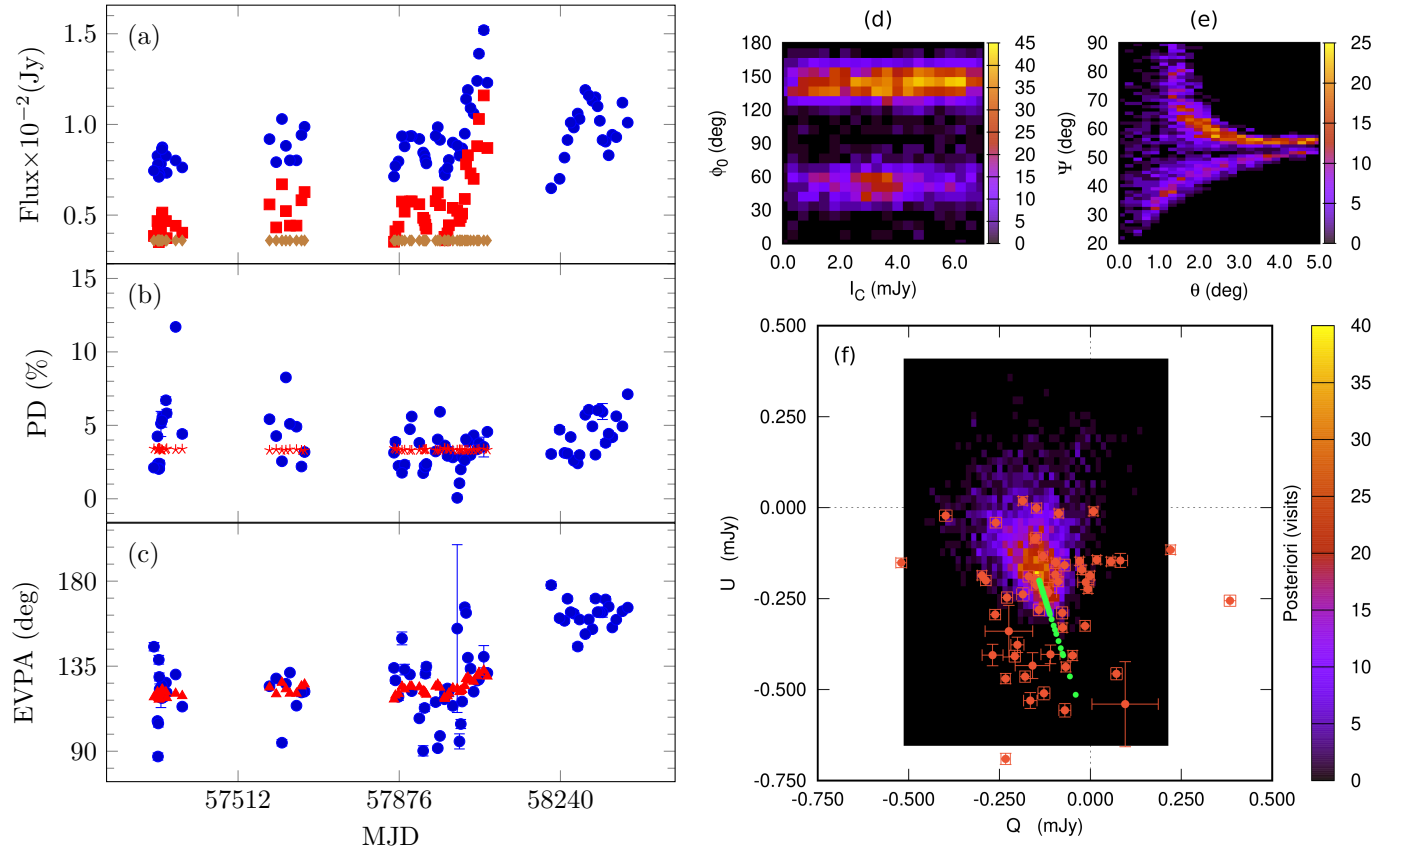 (a)
Flux×10−2(Jy)
1.5
1.0
0.5
(b)
PD (%)
15
10
5
0
(c)
EVPA (deg)
180
135
90
57512 57876 58240
MJD
(d)
ϕ0 (deg)
180
150
120
90
60
30
0
0.0 2.0 4.0 6.0
IC (mJy)
45
40
35
30
25
20
15
10
5
0
(e)
Ψ (deg)
90
80
70
60
50
40
30
20
0.0 1.0 2.0 3.0 4.0 5.0
θ (deg)
25
20
15
10
5
0
(f)
U (mJy)
0.500
0.250
0.000
-0.250
-0.500
-0.750
-0.750 -0.500 -0.250 0.000 0.250 0.500
Q (mJy)
Posteriori (visits)
40
35
30
25
20
15
10
5
0